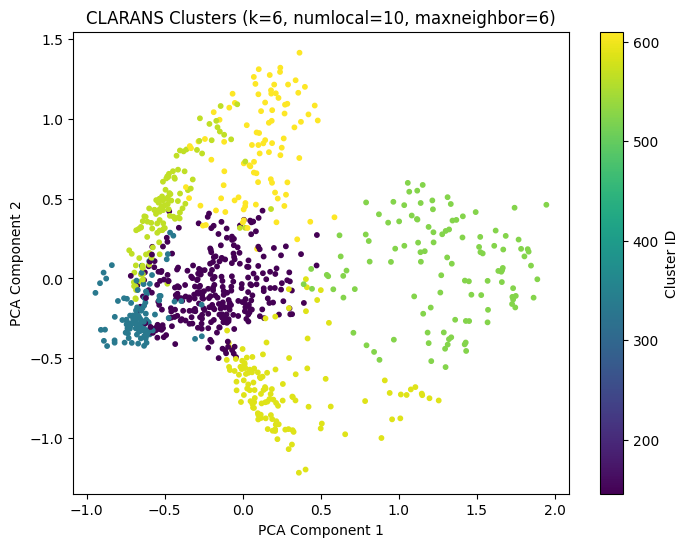 CLARANS Clusters (k=6, numlocal=10, maxneighbor=6)
1.5
1.0
0.5
0.0
−0.5
−1.0
PCA Component 2
−1.0 −0.5 0.0 0.5 1.0 1.5 2.0
PCA Component 1
600
500
400
300
200
Cluster ID